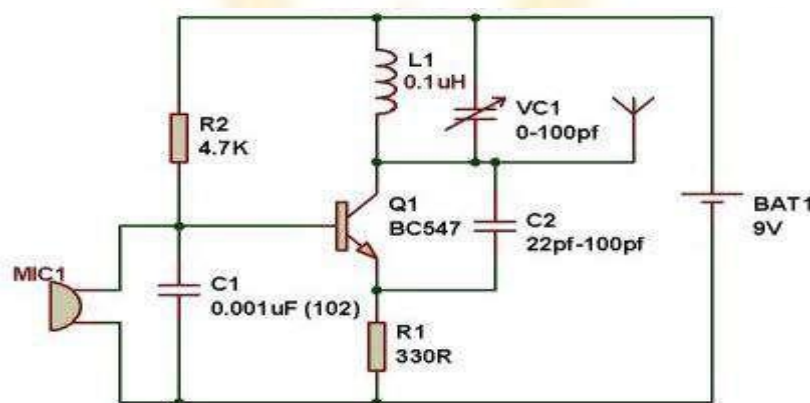 L1
0.1uH
VC1
0-100pf
R2
4.7K
Q1
BC547
C2
22pf-100pf
BAT1
9V
MIC1
C1
0.001uF (102)
R1
330R